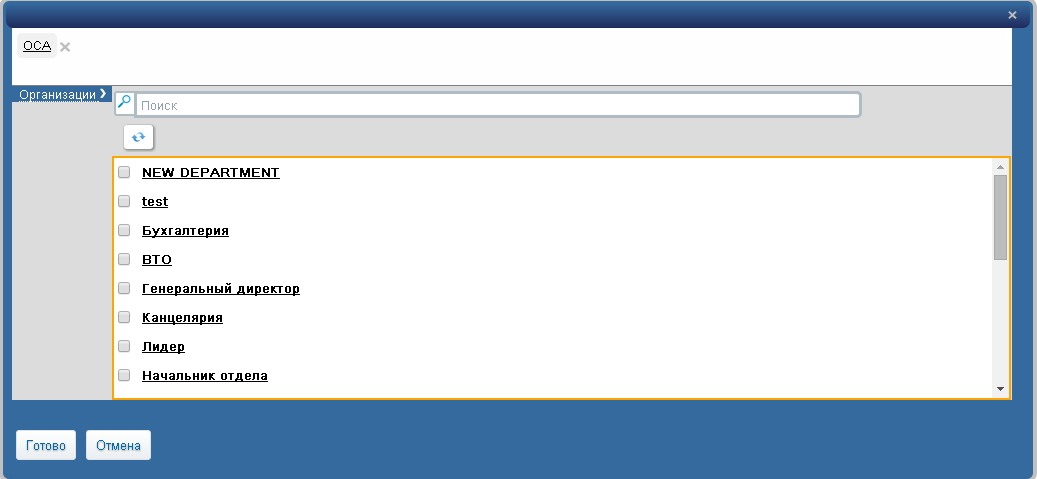 ОСА
Организации
Поиск
NEW DEPARTMENT
test
Бухгалтерия
ВТО
Генеральный директор
Канцелярия
Лидер
Начальник отдела
Готово
Отмена